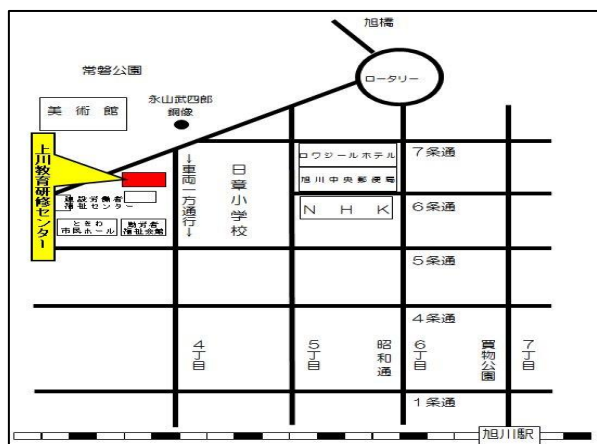 旭橋
ロータリー
常磐公園
美術館
永山武四郎
銅像
上川教育研修センター
建設労働者
福祉センター
ときわ
市民ホール
勤労者
福祉会館
↓車両一方通行↓
日章小学校
ロワジールホテル
旭川中央郵便局
NHK
7条通
6条通
5条通
4条通
4丁目
5丁目
昭和通
6丁目
買物公園
7丁目
1条通
旭川駅